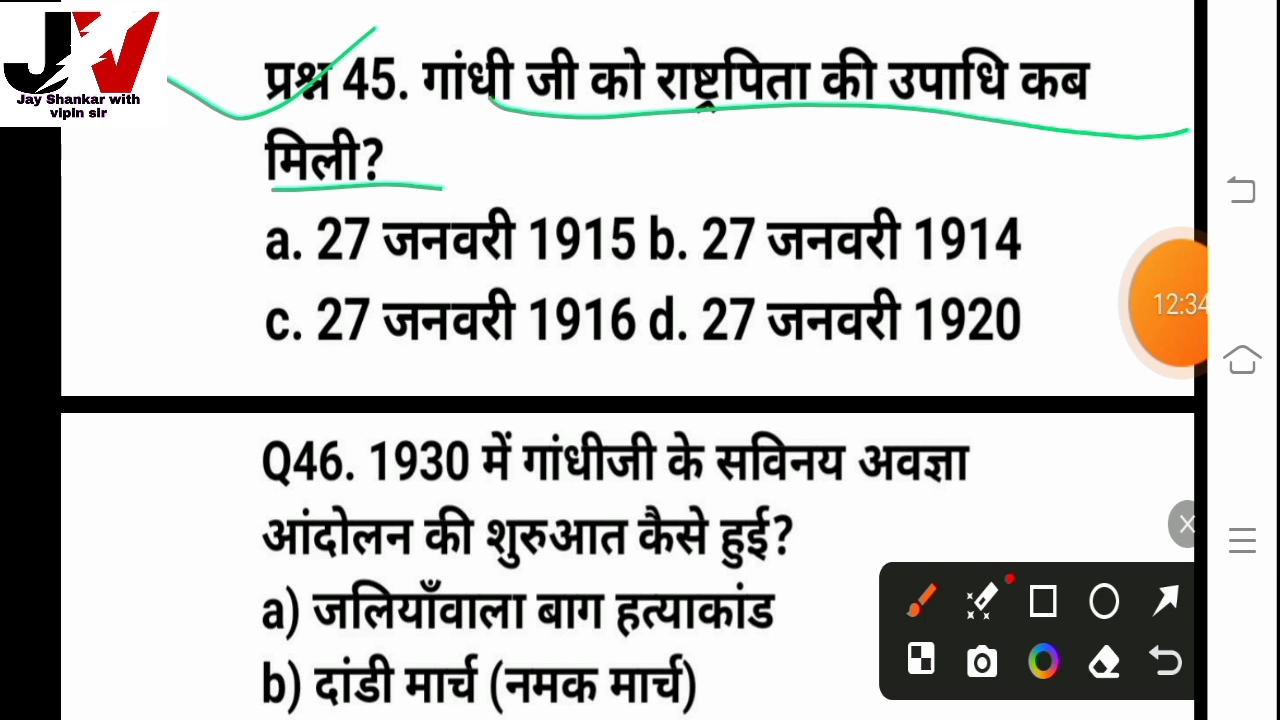 JV
Jay Shankar with
vipin sir
प्रश्न 45. गांधी जी को राष्ट्रपिता की उपाधि कब
मिली?
a. 27 जनवरी 1915 b. 27 जनवरी 1914
c. 27 जनवरी 1916 d. 27 जनवरी 1920
12:34
Q46. 1930 में गांधीजी के सविनय अवज्ञा
आंदोलन की शुरुआत कैसे हुई?
a) जलियाँवाला बाग हत्याकांड
b) दांडी मार्च (नमक मार्च)